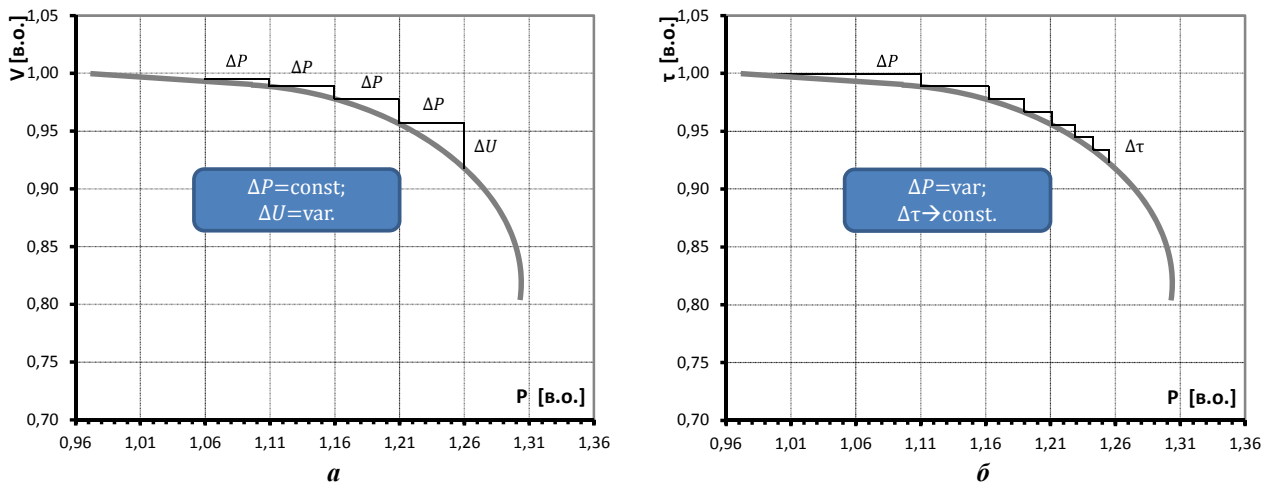 V [в.о.]
1,05
1,00
0,95
0,90
0,85
0,80
0,75
0,70
ΔP
ΔP
ΔP
ΔP
ΔU
ΔP=const;
ΔU=var.
P [в.о.]
0,96 1,01 1,06 1,11 1,16 1,21 1,26 1,31 1,36
а
τ [в.о.]
1,05
1,00
0,95
0,90
0,85
0,80
0,75
0,70
ΔP
Δτ
ΔP=var;
Δτ→const.
P [в.о.]
0,96 1,01 1,06 1,11 1,16 1,21 1,26 1,31 1,36
б